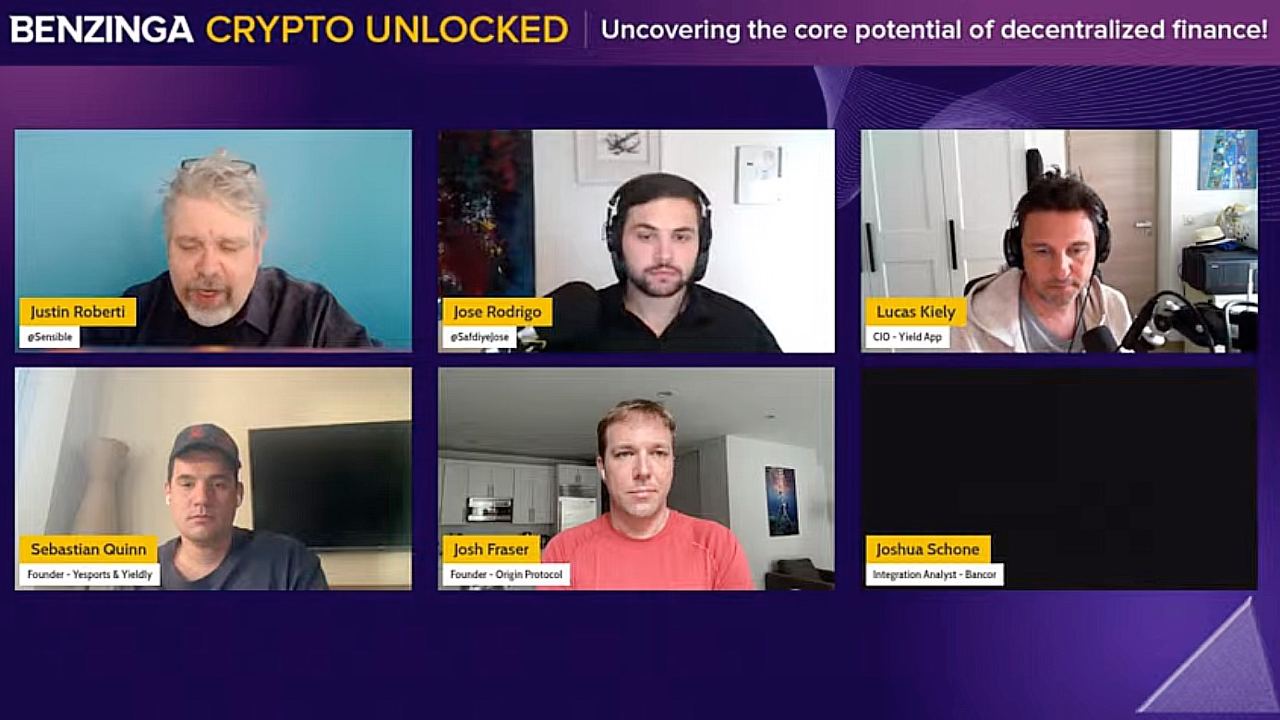 BENZINGA CRYPTO UNLOCKED
Uncovering the core potential of decentralized finance!
Justin Roberti
@Sensible
Jose Rodrigo
@SafdiyeJose
Lucas Kiely
CIO - Yield App
Sebastian Quinn
Founder - Yesports & Yieldly
Josh Fraser
Founder - Origin Protocol
Joshua Schone
Integration Analyst - Bancor